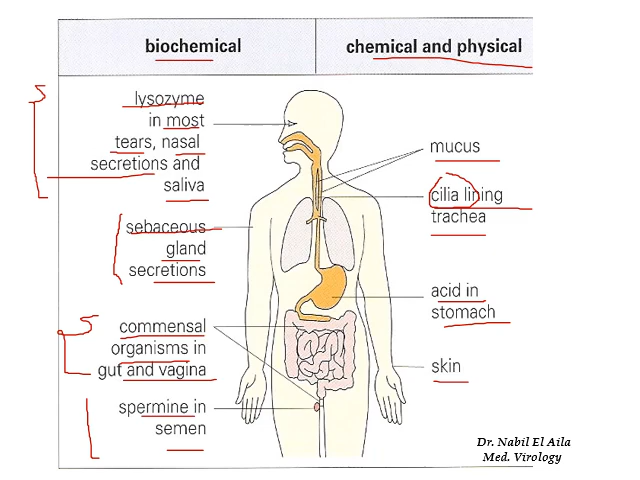 biochemical
chemical and physical
lysozyme
in most
tears, nasal
secretions and
saliva
sebaceous
gland
secretions
commensal
organisms in
gut and vagina
spermine in
semen
mucus
cilia lining
trachea
acid in
stomach
skin
Dr. Nabil El Aila
Med. Virology